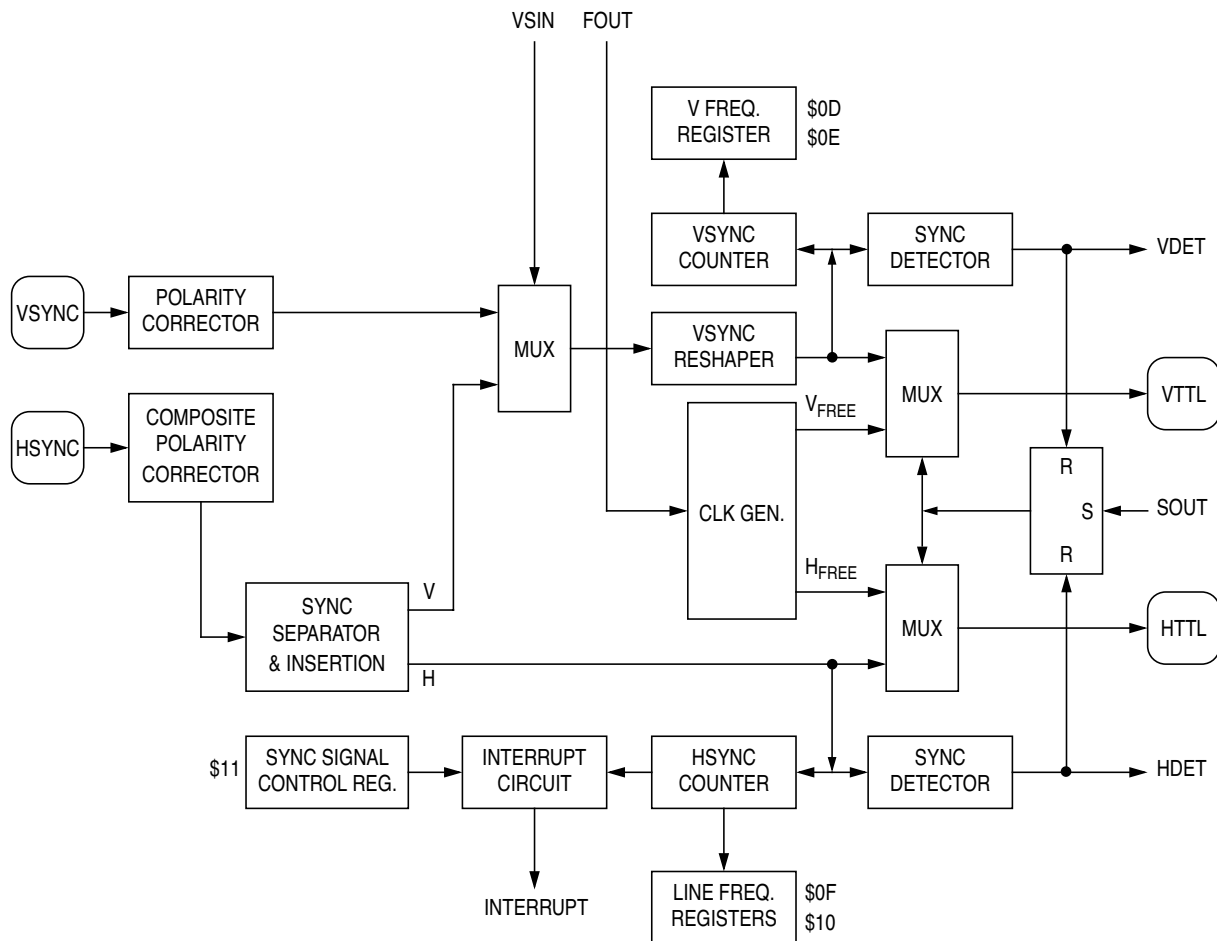 VSIN
FOUT
V FREQ.
REGISTER
$0D
$0E
VSYNC
COUNTER
SYNC
DETECTOR
VDET
VSYNC
POLARITY
CORRECTOR
MUX
VSYNC
RESHAPER
MUX
VTTL
HSYNC
COMPOSITE
POLARITY
CORRECTOR
VFREE
CLK GEN.
R
S
R
SOUT
HFREE
SYNC
SEPARATOR
& INSERTION
V
H
MUX
HTTL
$11
SYNC SIGNAL
CONTROL REG.
INTERRUPT
CIRCUIT
HSYNC
COUNTER
SYNC
DETECTOR
HDET
INTERRUPT
LINE FREQ.
REGISTERS
$0F
$10